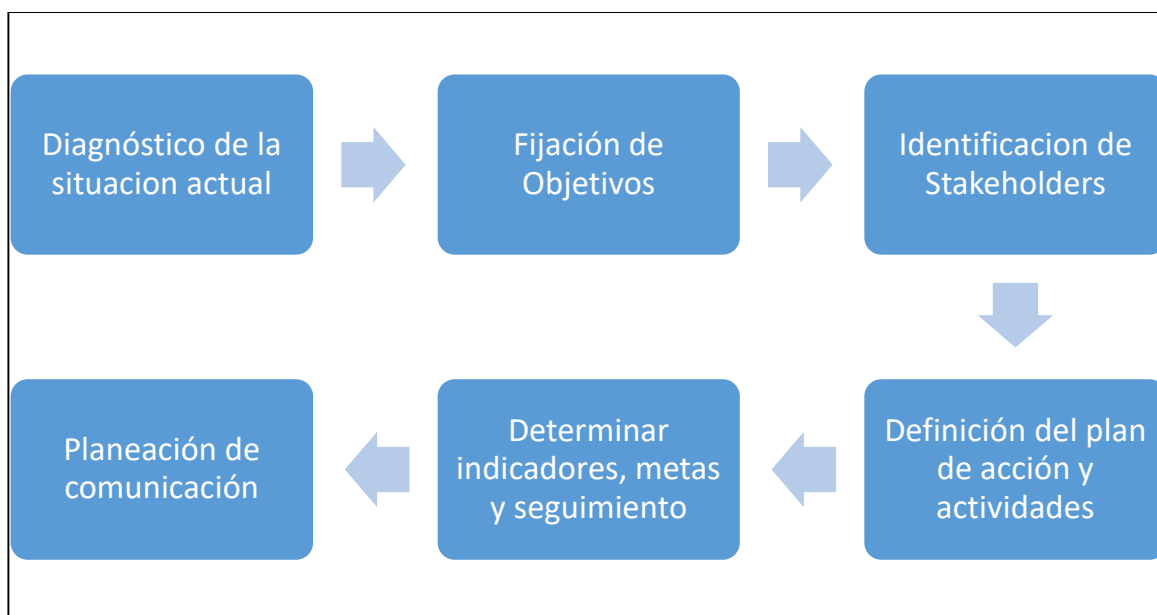 Diagnóstico de la
situacion actual
Fijación de
Objetivos
Identificacion de
Stakeholders
Definición del plan
de acción y
actividades
Determinar
indicadores, metas
y seguimiento
Planeación de
comunicación